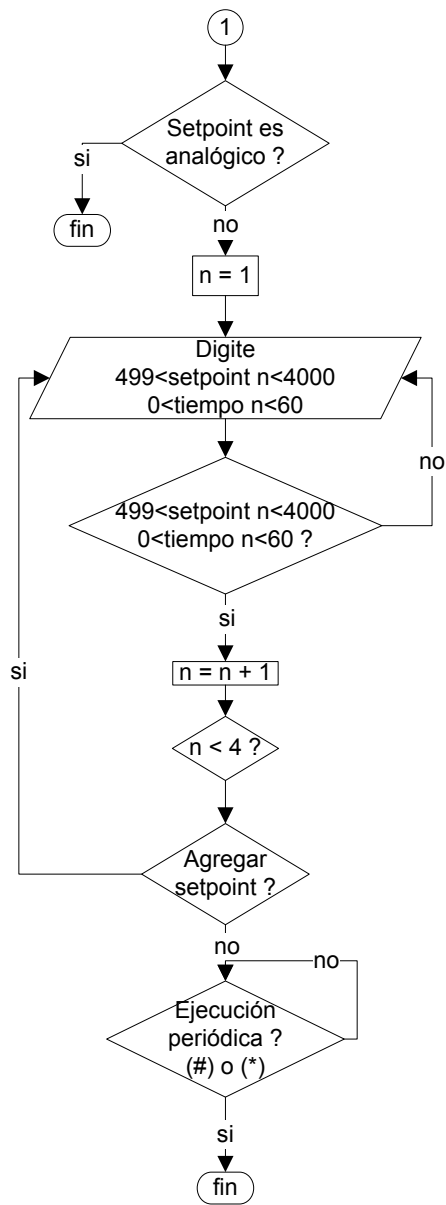 1
Setpoint es
analógico ?
si
fin
no
n = 1
Digite
499<setpoint n<4000
0<tiempo n<60
no
499<setpoint n<4000
0<tiempo n<60 ?
si
si
n = n + 1
n < 4 ?
Agregar
setpoint ?
no
no
Ejecución
periódica ?
(#) o (*)
si
fin